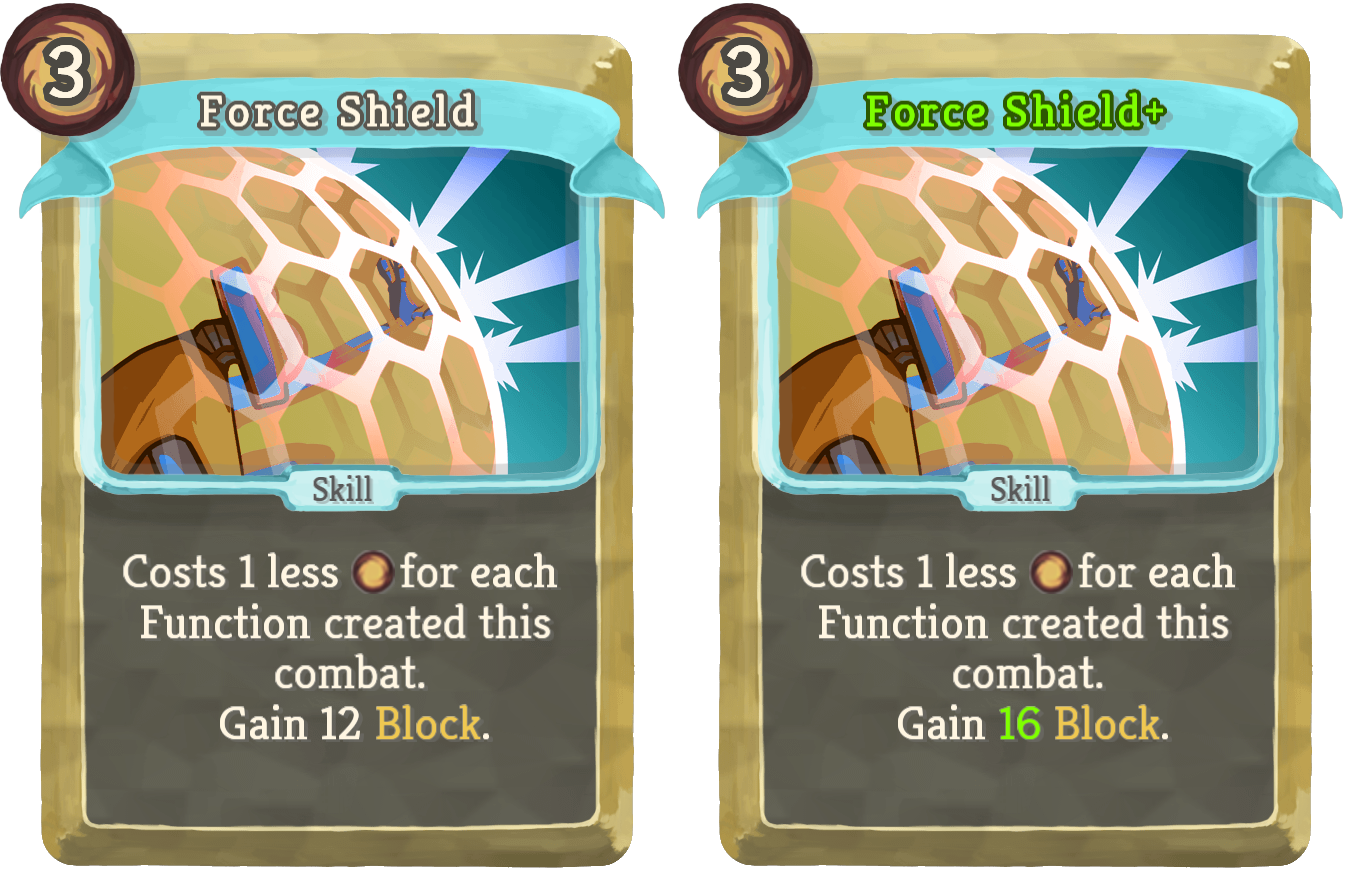 3
Force Shield
Skill
Costs 1 less for each
Function created this
combat.
Gain 12 Block.
3
Force Shield+
Skill
Costs 1 less for each
Function created this
combat.
Gain 16 Block.